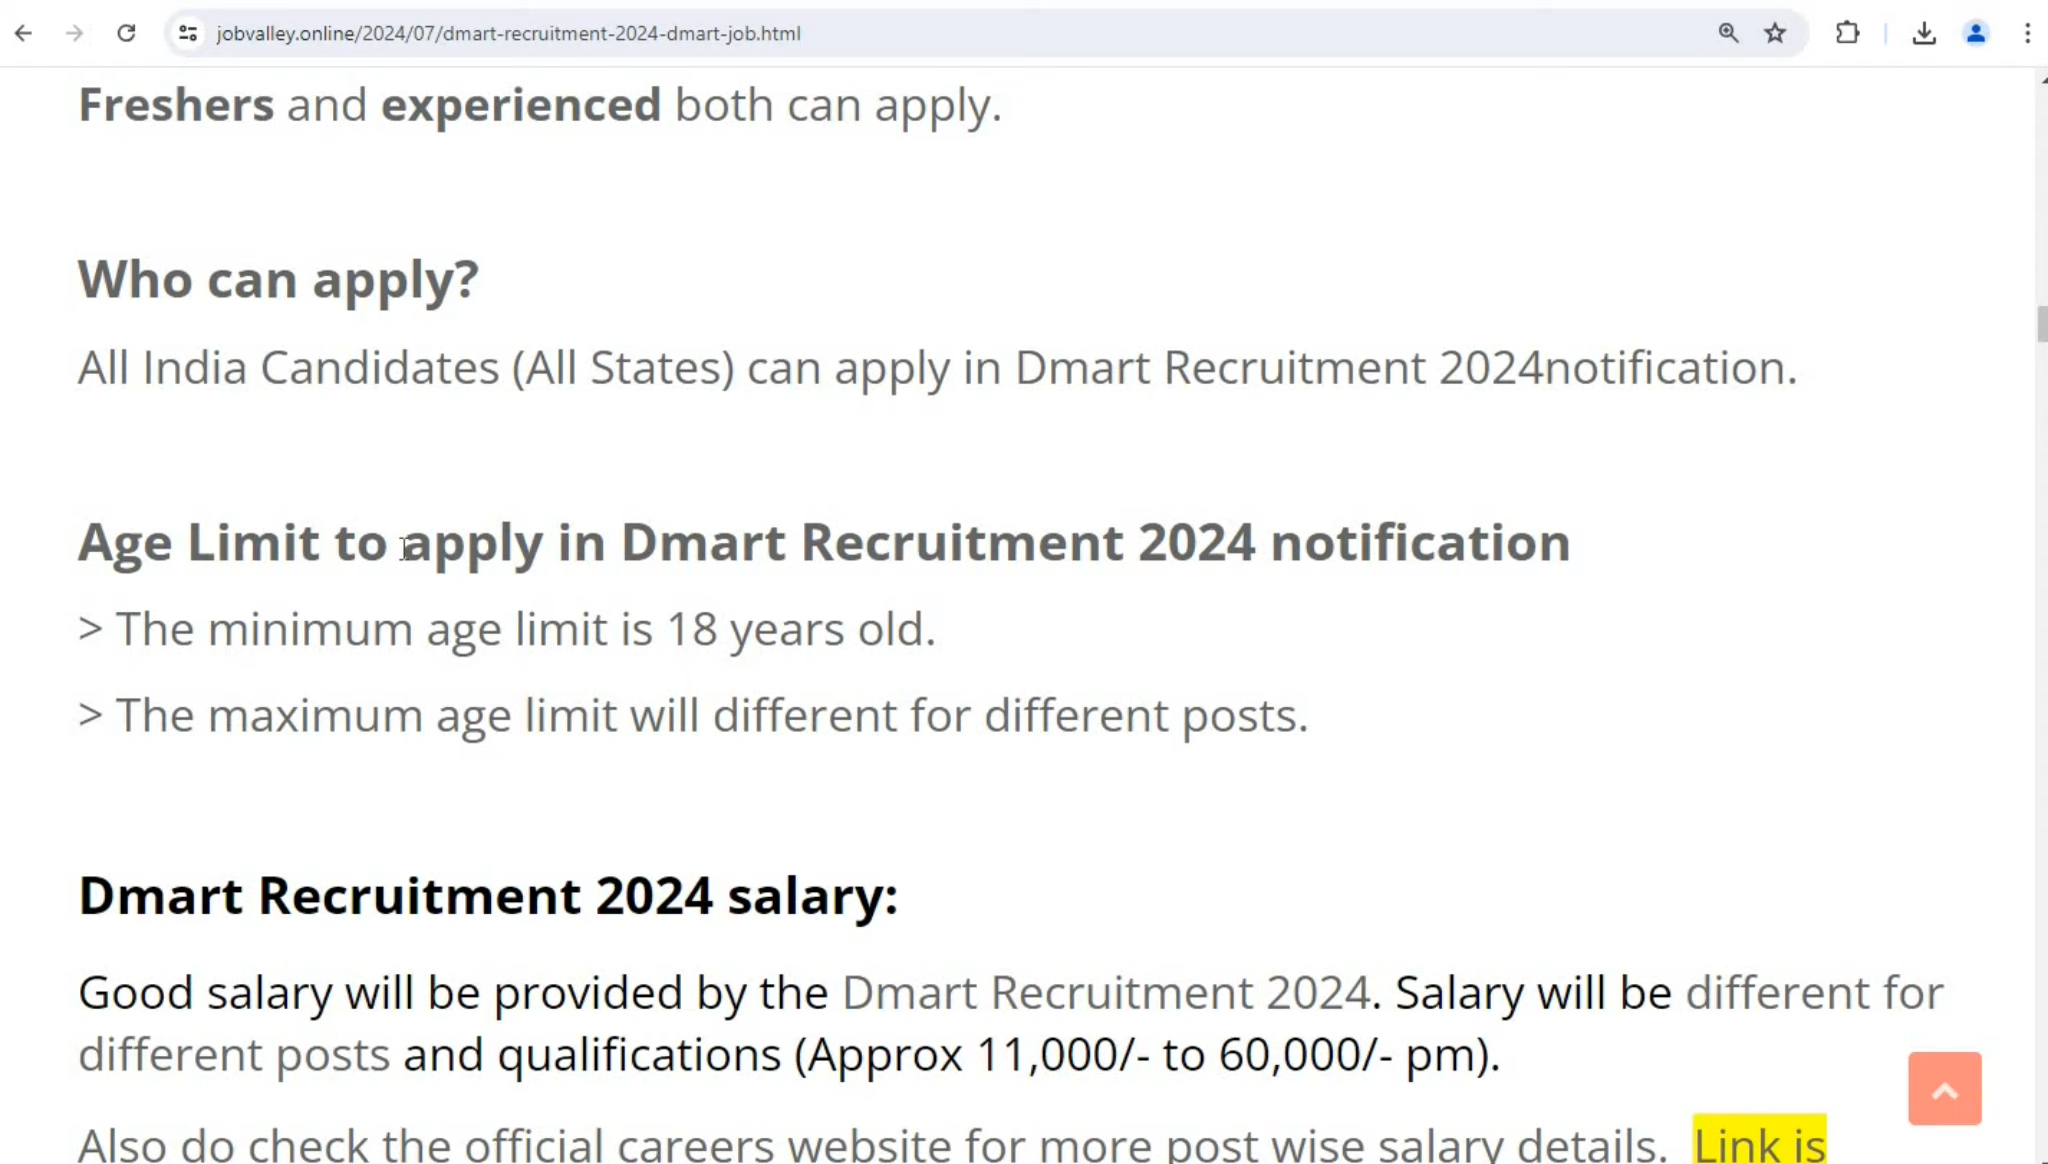 jobvalley.online/2024/07/dmart-recruitment-2024-dmart-job.html
Freshers and experienced both can apply.
Who can apply?
All India Candidates (All States) can apply in Dmart Recruitment 2024notification.
Age Limit to apply in Dmart Recruitment 2024 notification
> The minimum age limit is 18 years old.
> The maximum age limit will different for different posts.
Dmart Recruitment 2024 salary:
Good salary will be provided by the Dmart Recruitment 2024. Salary will be different for
different posts and qualifications (Approx 11,000/- to 60,000/- pm).
Also do check the official careers website for more post wise salary details. Link is